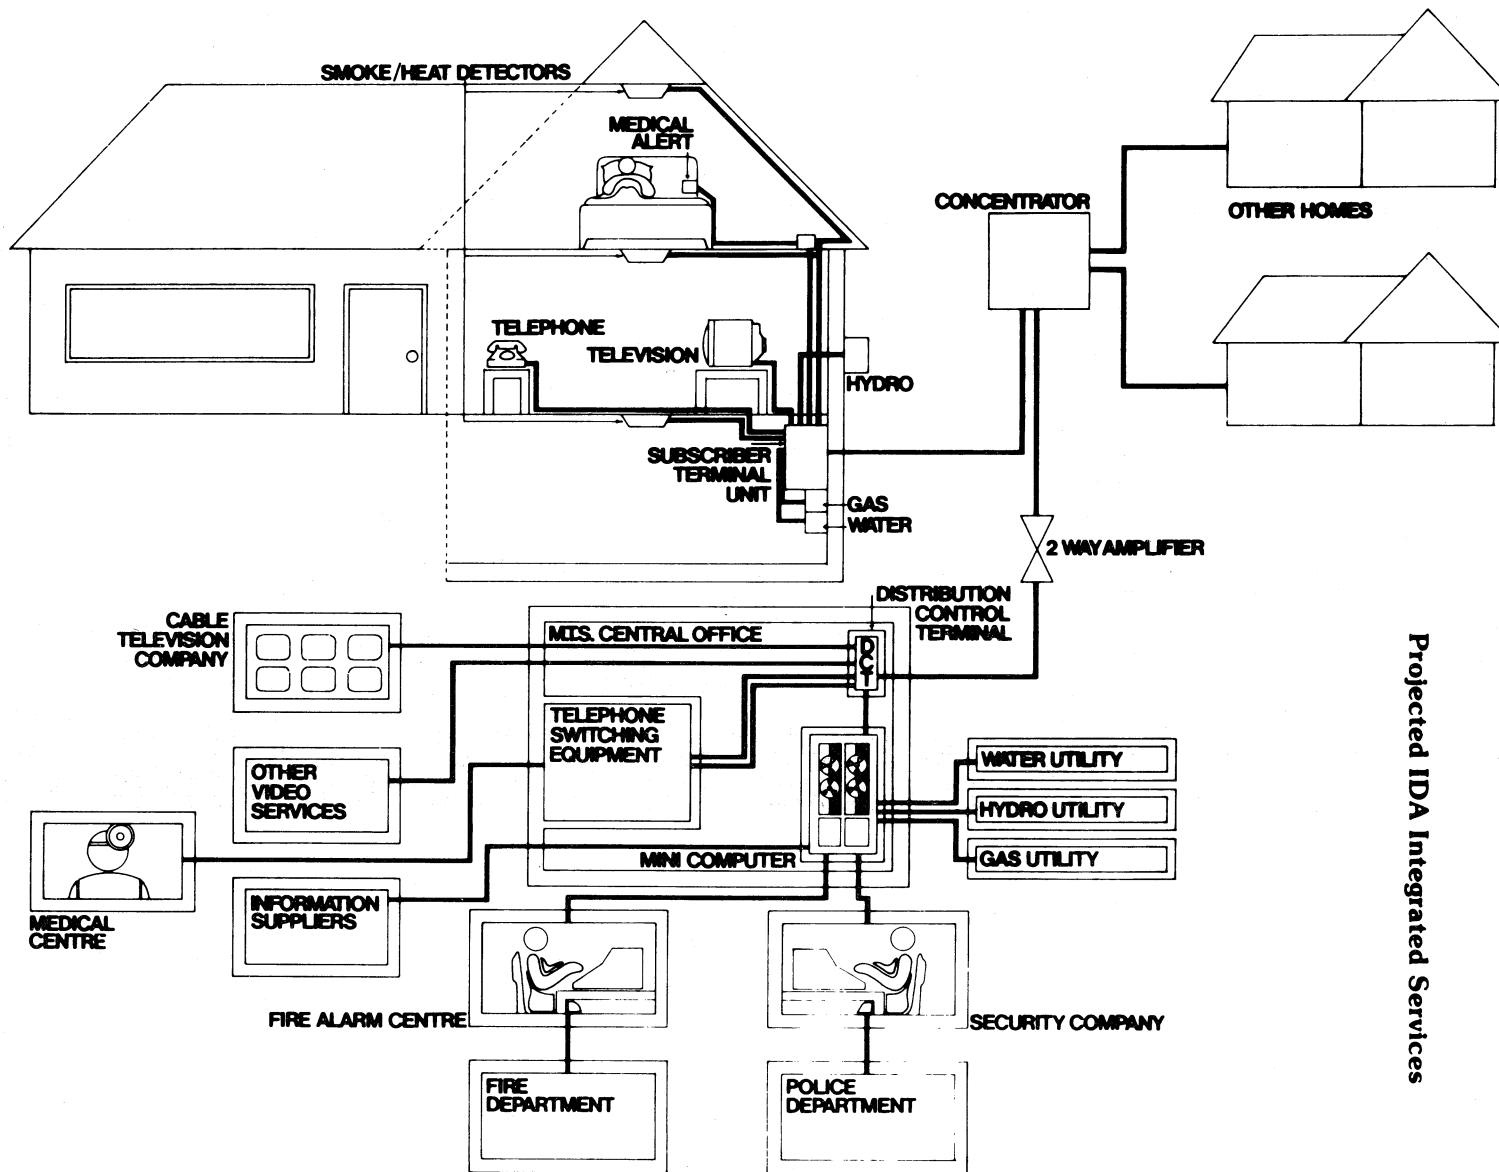 SMOKE/HEAT DETECTORS
MEDICAL
ALERT
CONCENTRATOR
OTHER HOMES
TELEPHONE
TELEVISION
HYDRO
SUBSCRIBER
TERMINAL
UNIT
GAS
WATER
2 WAY AMPLIFIER
DISTRIBUTION
CONTROL
TERMINAL
CABLE
TELEVISION
COMPANY
M.T.S. CENTRAL OFFICE
DCT
TELEPHONE
SWITCHING
EQUIPMENT
OTHER
VIDEO
SERVICES
WATER UTILITY
HYDRO UTILITY
GAS UTILITY
MINI COMPUTER
MEDICAL
CENTRE
INFORMATION
SUPPLIERS
FIRE ALARM CENTRE
SECURITY COMPANY
FIRE
DEPARTMENT
POLICE
DEPARTMENT
Projected IDA Integrated Services